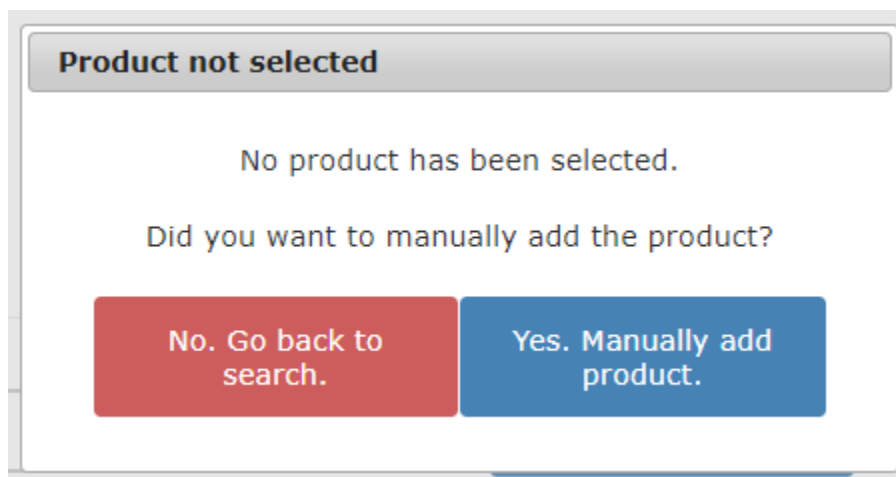 Product not selected
No product has been selected.
Did you want to manually add the product?
No. Go back to
search.
Yes. Manually add
product.